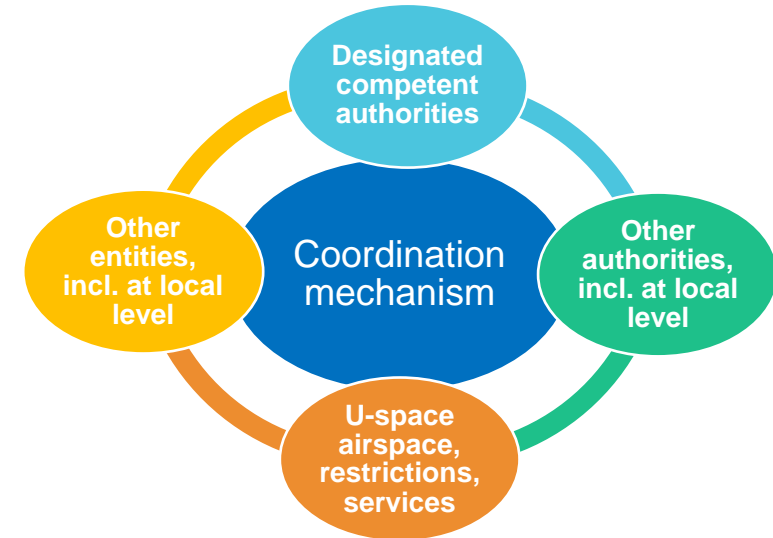 Designated
competent
authorities
Other
entities,
incl. at local
level
Coordination
mechanism
Other
authorities,
incl. at local
level
U-space
airspace,
restrictions,
services